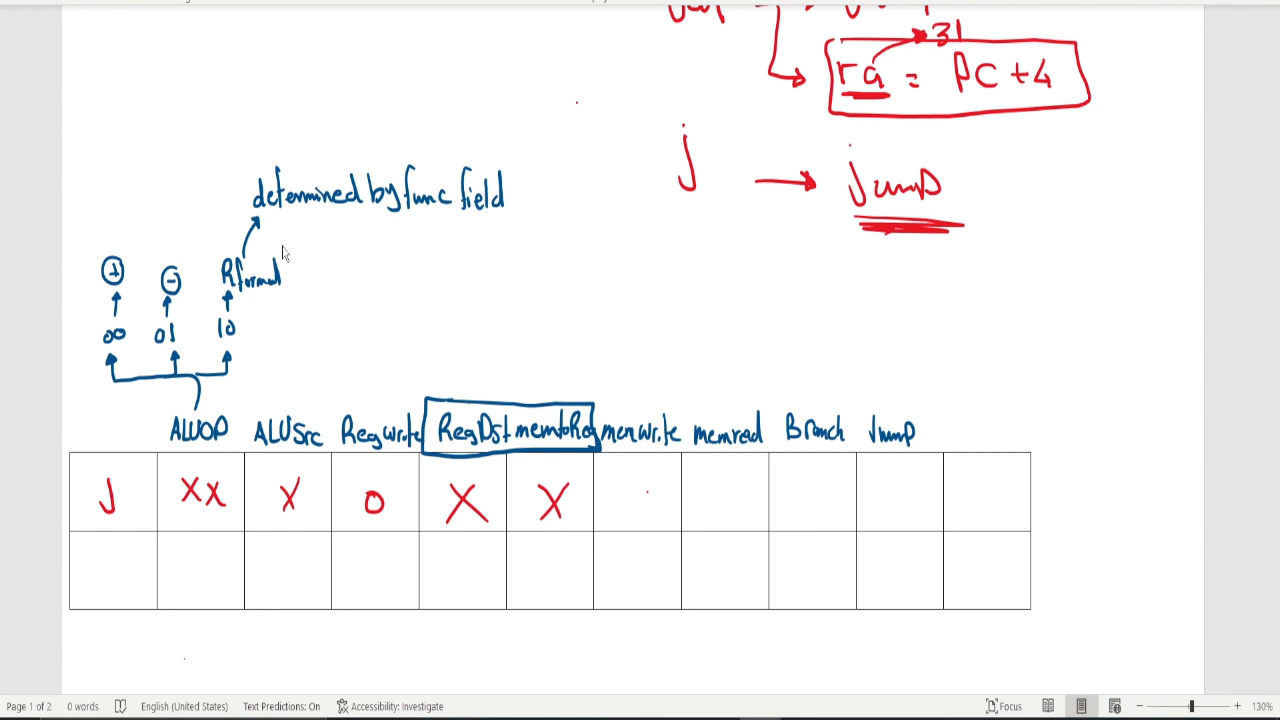 31
ra = PC + 4
j → jump
determined by func field
+ - Rformat
00 01 10
ALUOP ALUSrc Regwrite RegDst memtoReg memwrite memread Branch Jump
J XX X 0 X X
Page 1 of 2 0 words English (United States) Text Predictions: On Accessibility: Investigate Focus 130%